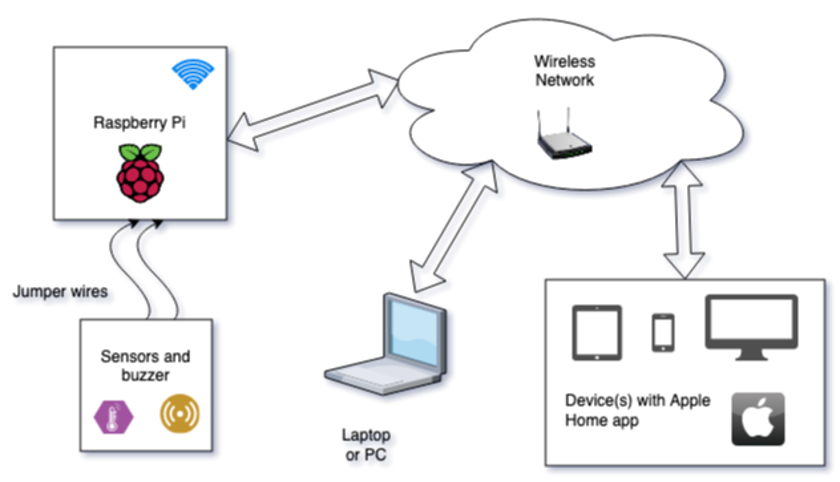 Wireless
Network
Raspberry Pi
Jumper wires
Sensors and
buzzer
Laptop
or PC
Device(s) with Apple
Home app